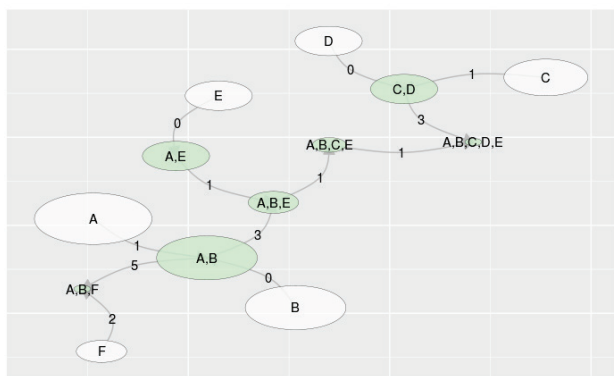 D
0
1
C
C,D
E
0
3
A,B,C,E
1
A,B,C,D,E
A,E
1
1
A,B,E
A
1
3
A,B
5
0
A,B,F
B
2
F